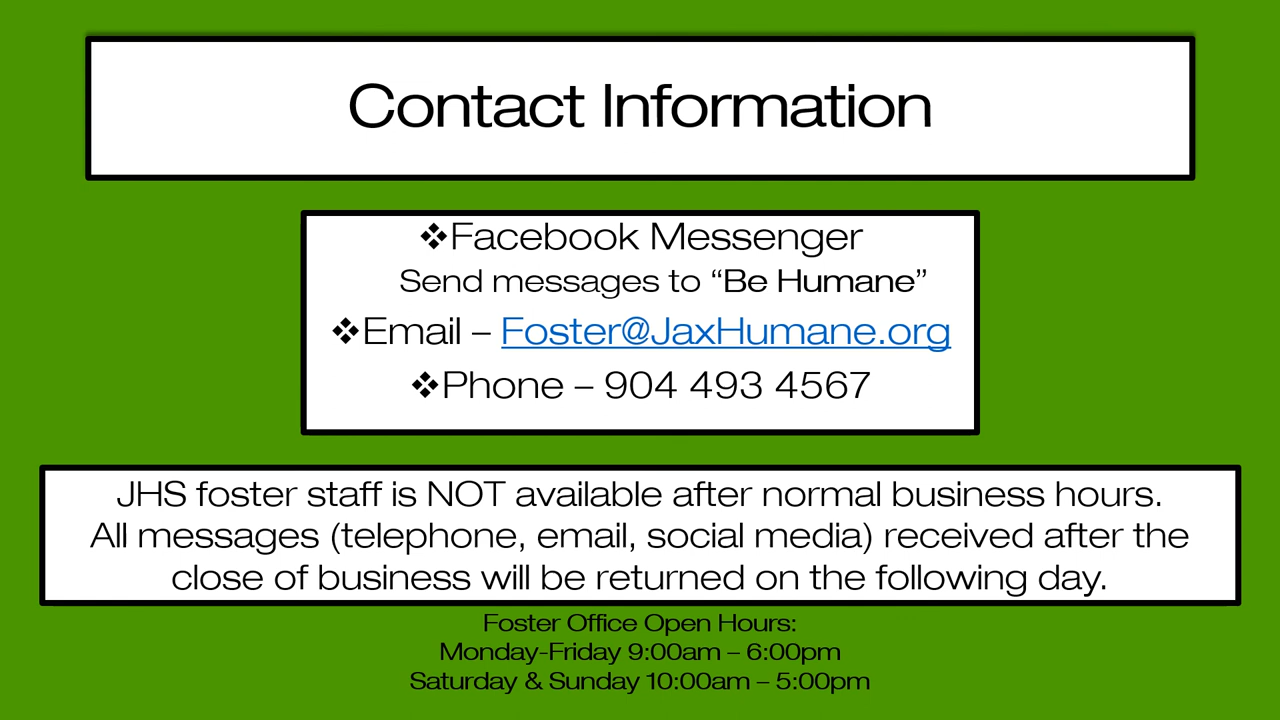 Contact Information
❖Facebook Messenger
Send messages to “Be Humane”
❖Email – Foster@JaxHumane.org
❖Phone – 904 493 4567
JHS foster staff is NOT available after normal business hours.
All messages (telephone, email, social media) received after the
close of business will be returned on the following day.
Foster Office Open Hours:
Monday-Friday 9:00am – 6:00pm
Saturday & Sunday 10:00am – 5:00pm